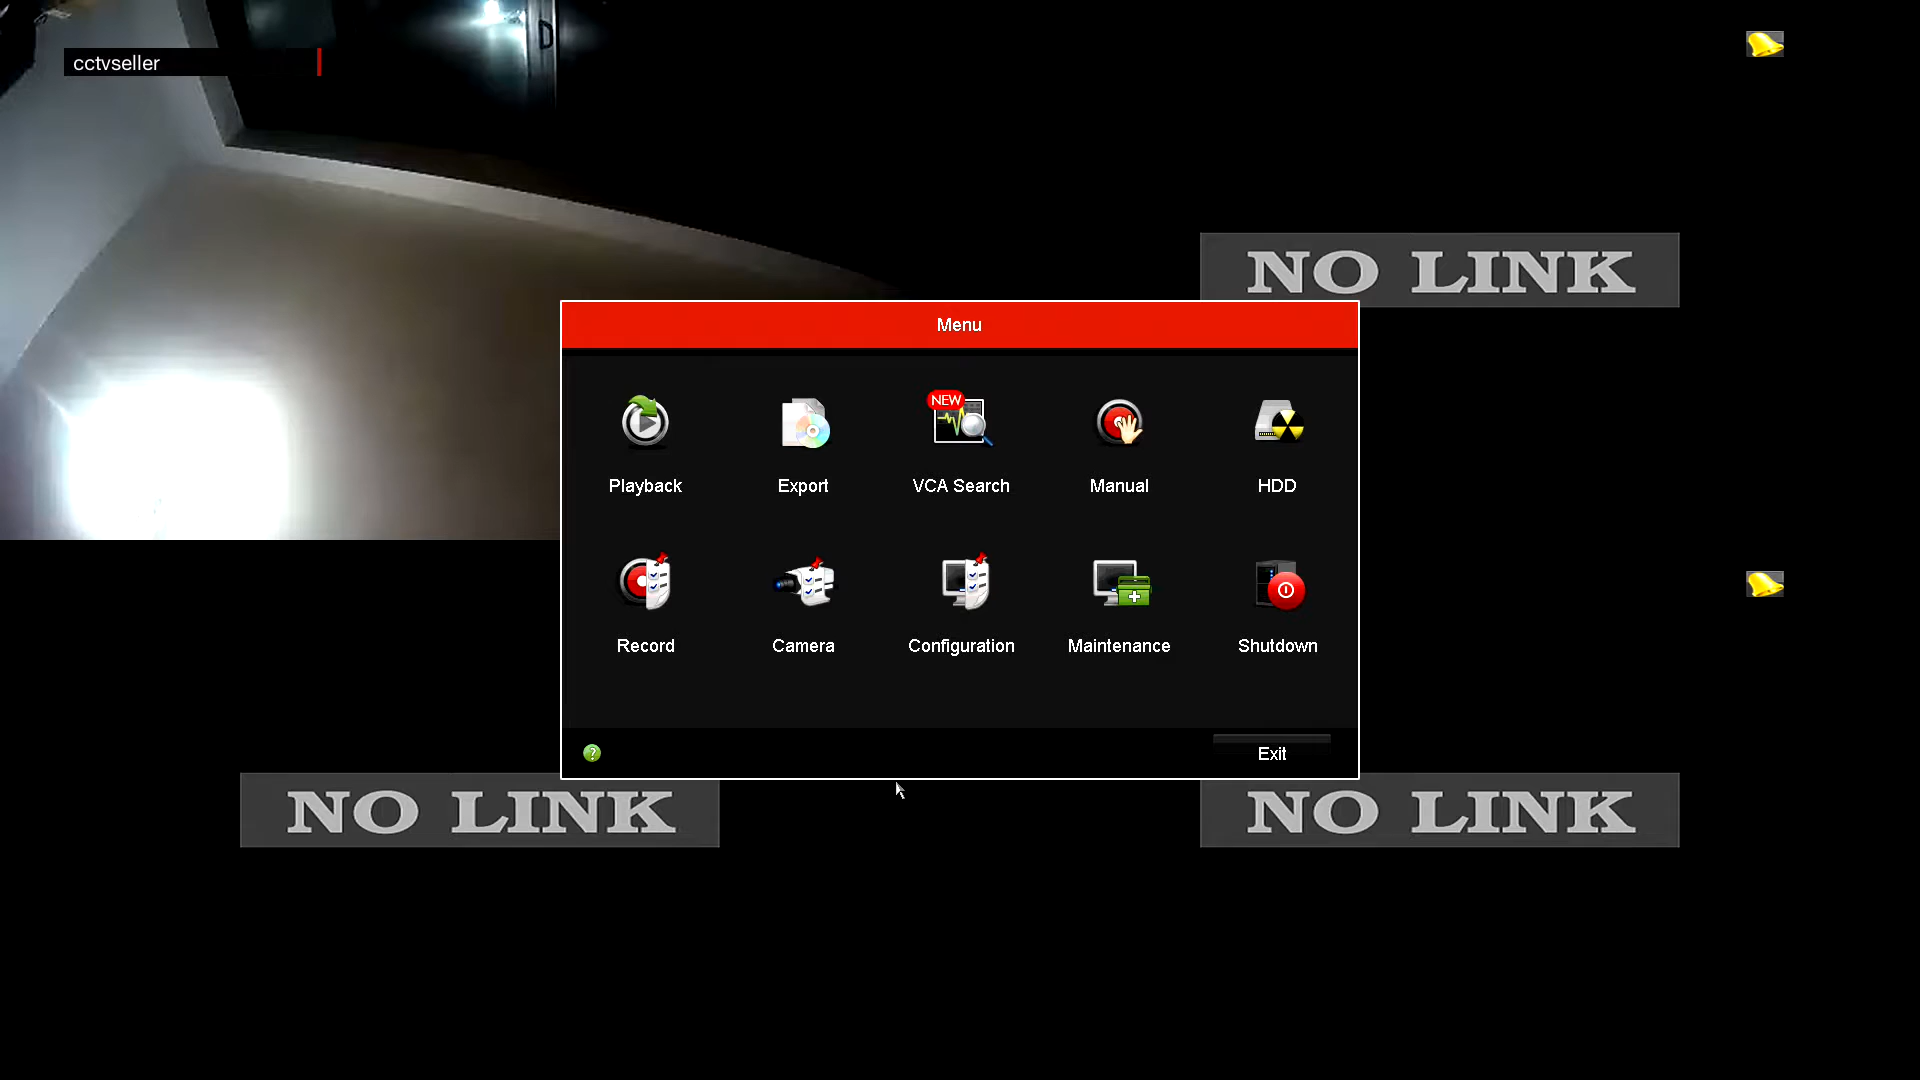 cctvseller
NO LINK
Menu
NEW
Playback
Export
VCA Search
Manual
HDD
Record
Camera
Configuration
Maintenance
Shutdown
?
Exit
NO LINK
NO LINK